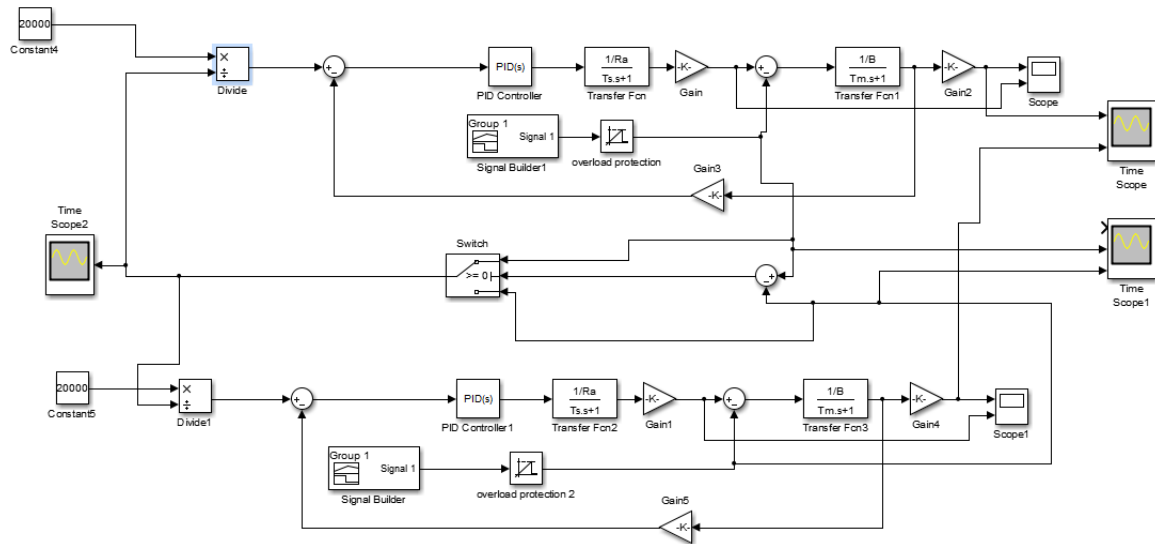 20000
Constant4
×
÷
Divide
+
−
PID(s)
PID Controller
1/Ra
Ts.s+1
Transfer Fcn
-K-
Gain
+
−
1/B
Tm.s+1
Transfer Fcn1
-K-
Gain2
Scope
Group 1
Signal 1
Signal Builder1
overload protection
Gain3
-K-
Time
Scope
Time
Scope2
Switch
>= 0
−
+
Time
Scope1
20000
Constant5
×
÷
Divide1
+
−
PID(s)
PID Controller1
1/Ra
Ts.s+1
Transfer Fcn2
-K-
Gain1
+
−
1/B
Tm.s+1
Transfer Fcn3
-K-
Gain4
Scope1
Group 1
Signal 1
Signal Builder
overload protection 2
Gain5
-K-